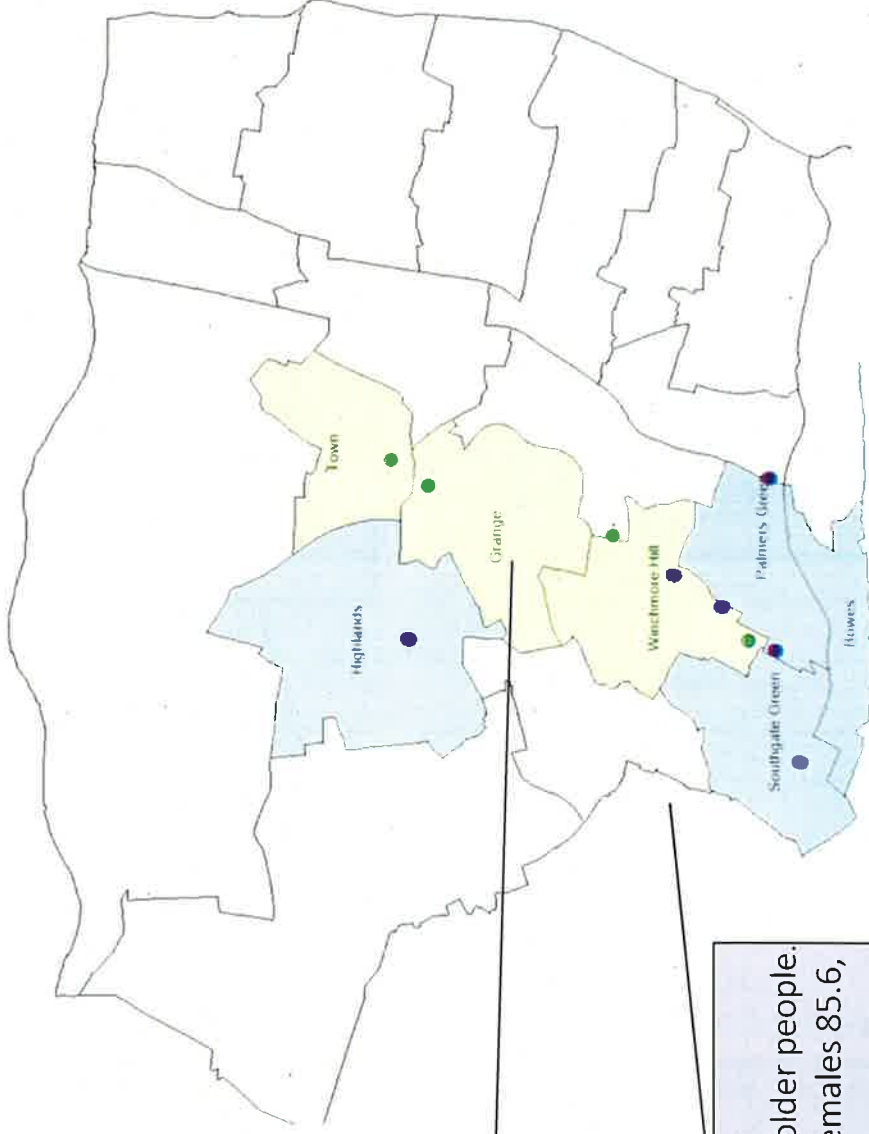 Town
Grange
Highlands
Winchmore Hill
Palmers Green
Southgate Green
Bowes
older people.
emales 85.6,